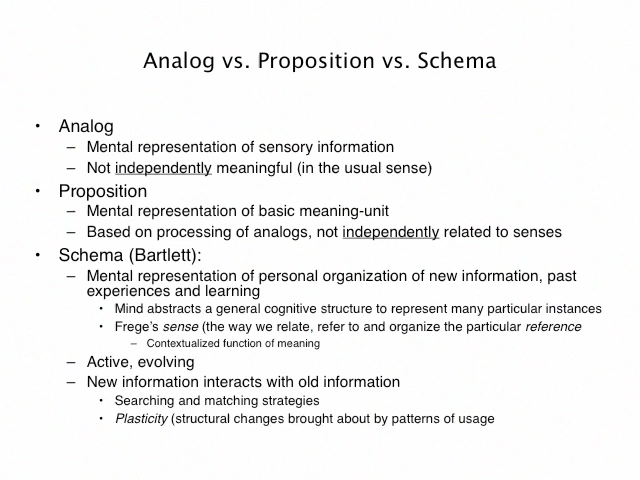 Analog vs. Proposition vs. Schema
• Analog
– Mental representation of sensory information
– Not independently meaningful (in the usual sense)
• Proposition
– Mental representation of basic meaning-unit
– Based on processing of analogs, not independently related to senses
• Schema (Bartlett):
– Mental representation of personal organization of new information, past
experiences and learning
• Mind abstracts a general cognitive structure to represent many particular instances
• Frege's sense (the way we relate, refer to and organize the particular reference
– Contextualized function of meaning
– Active, evolving
– New information interacts with old information
• Searching and matching strategies
• Plasticity (structural changes brought about by patterns of usage